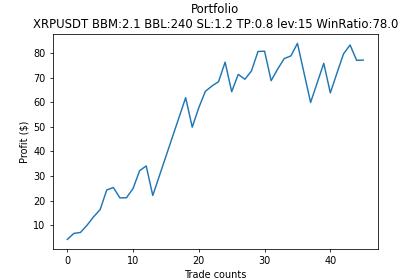 Portfolio
XRPUSDT BBM:2.1 BBL:240 SL:1.2 TP:0.8 lev:15 WinRatio:78.0
80
70
60
50
40
30
20
10
Profit ($)
0 10 20 30 40
Trade counts